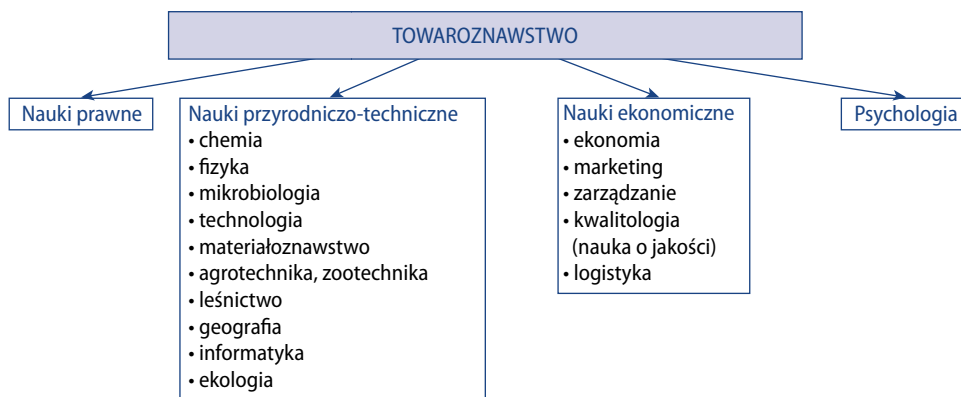 TOWAROZNAWSTWO
Nauki prawne
Nauki przyrodniczo-techniczne
• chemia
• fizyka
• mikrobiologia
• technologia
• materiałoznawstwo
• agrotechnika, zootechnika
• leśnictwo
• geografia
• informatyka
• ekologia
Nauki ekonomiczne
• ekonomia
• marketing
• zarządzanie
• kwalitologia
(nauka o jakości)
• logistyka
Psychologia